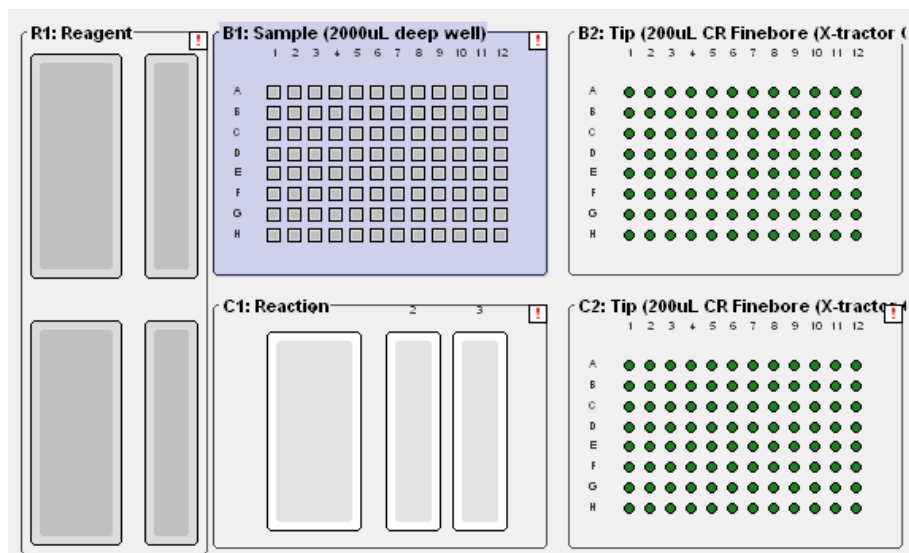 R1: Reagent
!
B1: Sample (2000uL deep well)
!
1 2 3 4 5 6 7 8 9 10 11 12
A
B
C
D
E
F
G
H
B2: Tip (200uL CR Finebore (X-tractor
1 2 3 4 5 6 7 8 9 10 11 12
A
B
C
D
E
F
G
H
C1: Reaction
2 3
!
C2: Tip (200uL CR Finebore (X-tractor
!
1 2 3 4 5 6 7 8 9 10 11 12
A
B
C
D
E
F
G
H